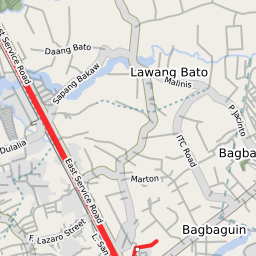 East Service Road
Daang Bato
Sapang Bakaw
Lawang Bato
Malinis
P Jacinto
ITC Road
Dulalia
East Service Road
Marton
Bagba
Bagbaguin
F. Lazaro Street
L. San